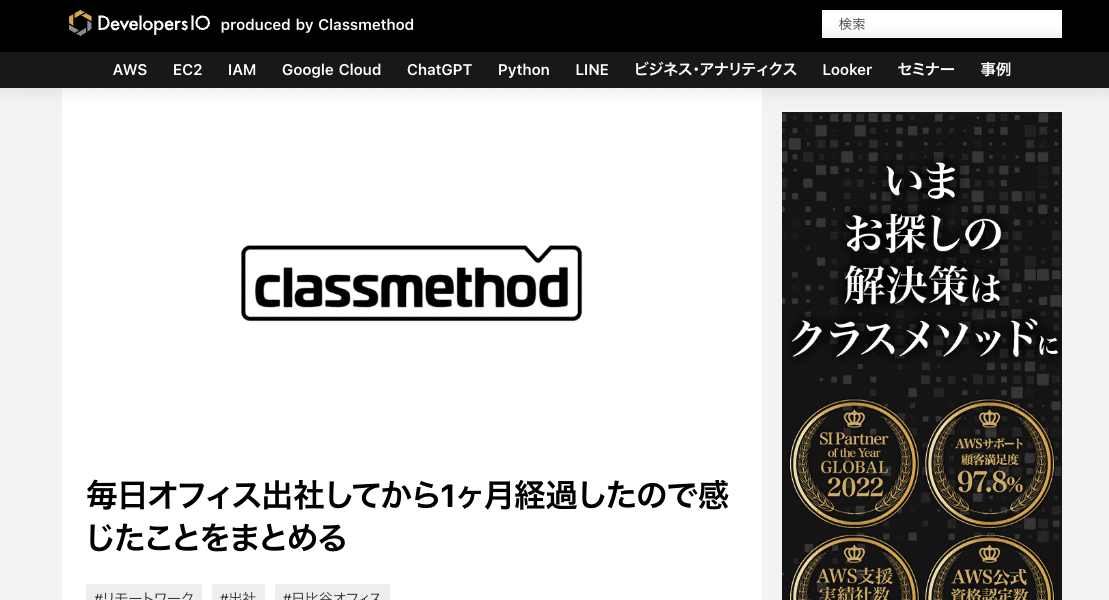 DevelopersIO produced by Classmethod
検索
AWS EC2 IAM Google Cloud ChatGPT Python LINE ビジネス・アナリティクス Looker セミナー 事例
classmethod
毎日オフィス出社してから1ヶ月経過したので感
じたことをまとめる
#リモートワーク #出社 #日比谷オフィス
いま
お探しの
解決策は
クラスメソッドに
SI Partner
of the Year
GLOBAL
2022
AWSサポート
顧客満足度
97.8%
AWS支援
実績社数
AWS公式
資格認定数